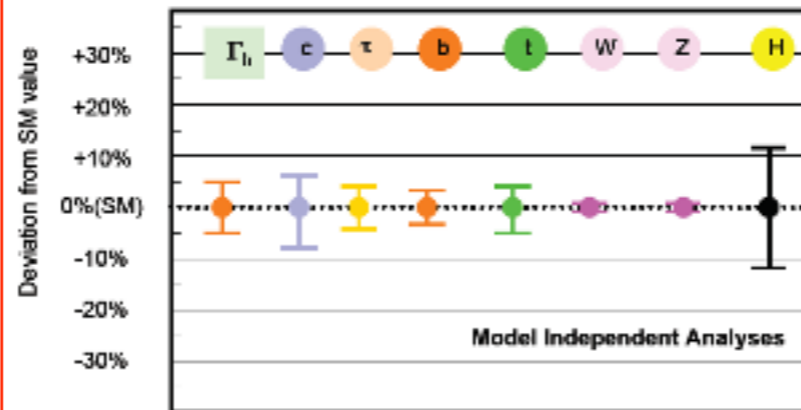 Deviation from SM value
+30%
Γh c τ b t W Z H
+20%
+10%
0%(SM)
-10%
-20%
Model Independent Analyses
-30%